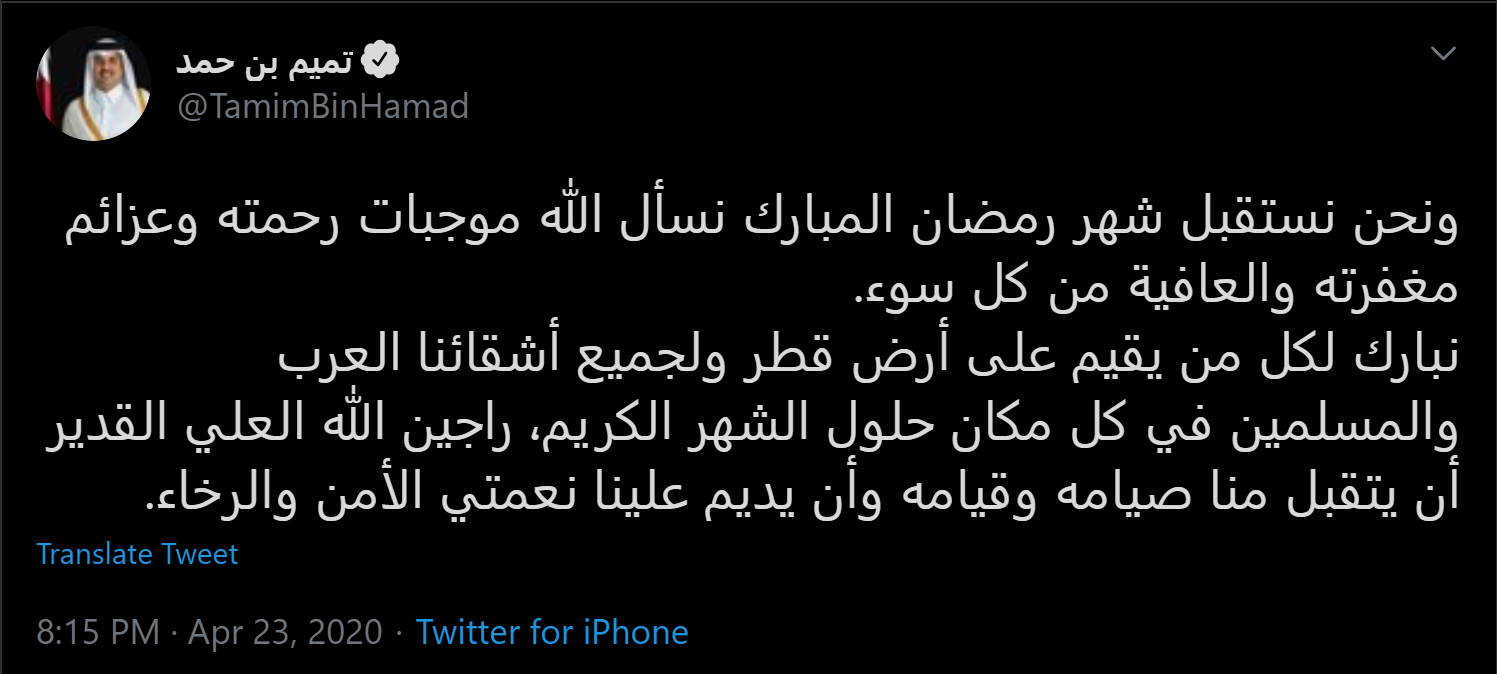 تميم بن حمد
@TamimBinHamad
ونحن نستقبل شهر رمضان المبارك نسأل الله موجبات رحمته وعزائم
مغفرته والعافية من كل سوء.
نبارك لكل من يقيم على أرض قطر ولجميع أشقائنا العرب
والمسلمين في كل مكان حلول الشهر الكريم، راجين الله العلي القدير
أن يتقبل منا صيامه وقيامه وأن يديم علينا نعمتي الأمن والرخاء.
Translate Tweet
8:15 PM · Apr 23, 2020 · Twitter for iPhone